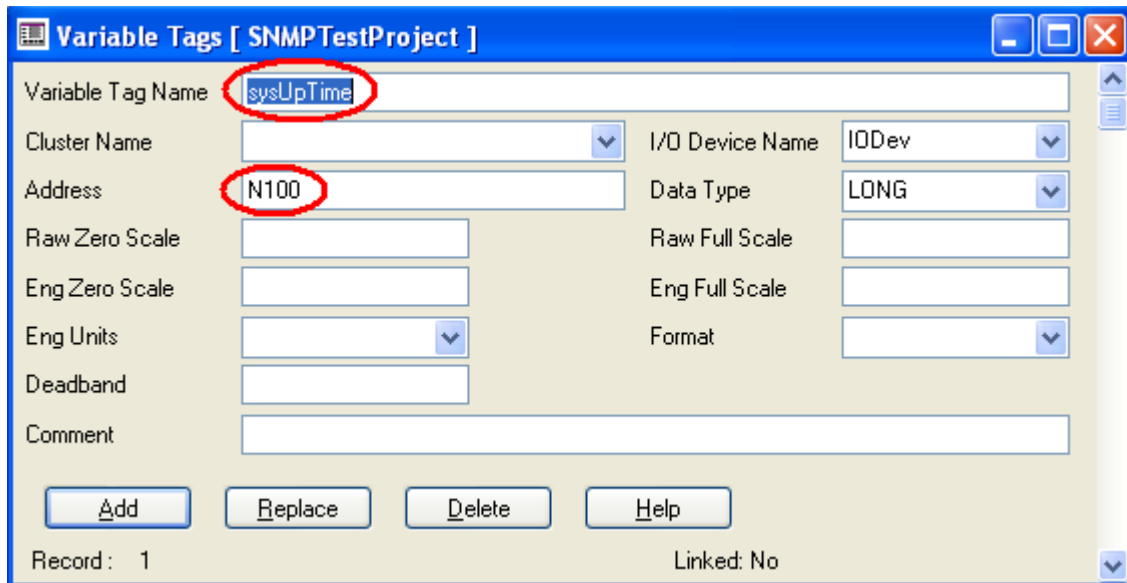 Variable Tags [ SNMPTestProject ]
Variable Tag Name sysUpTime
Cluster Name I/O Device Name IODev
Address N100 Data Type LONG
Raw Zero Scale Raw Full Scale
Eng Zero Scale Eng Full Scale
Eng Units Format
Deadband
Comment
Add Replace Delete Help
Record : 1 Linked: No